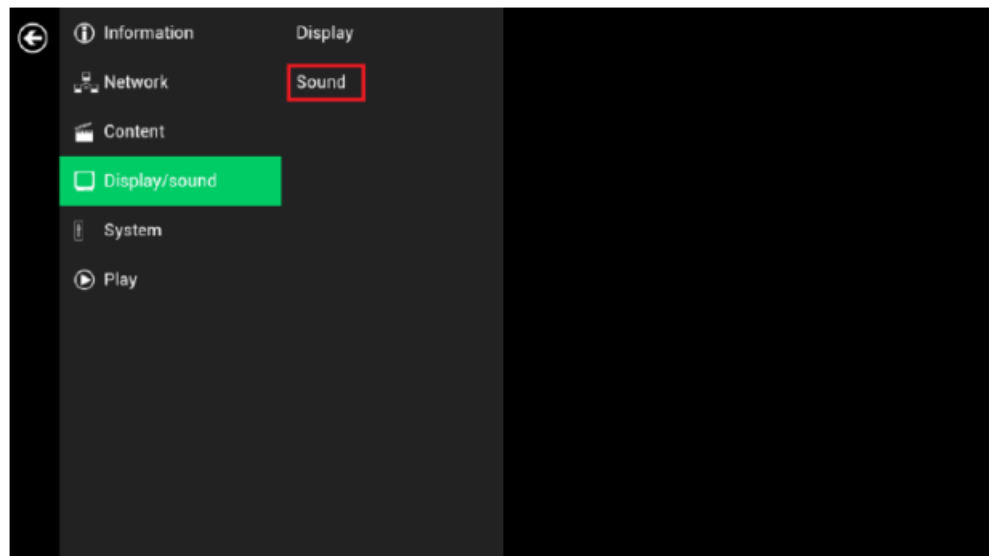 Information
Network
Content
Display/sound
System
Play
Display
Sound